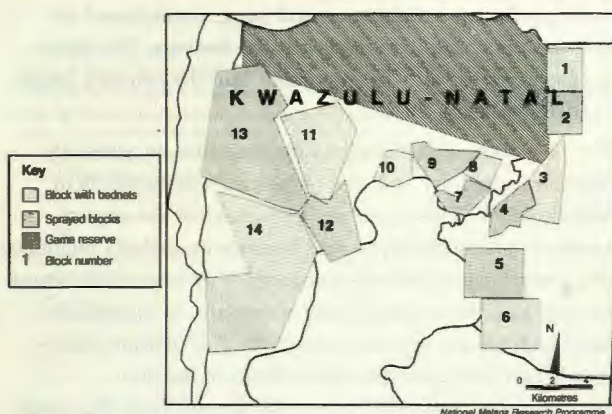 KWAZULU-NATAL
1
2
3
4
5
6
7
8
9
10
11
12
13
14
Key
Block with bednets
Sprayed blocks
Game reserve
1 Block number
N
0 2 4
Kilometres
National Malaria Research Programme